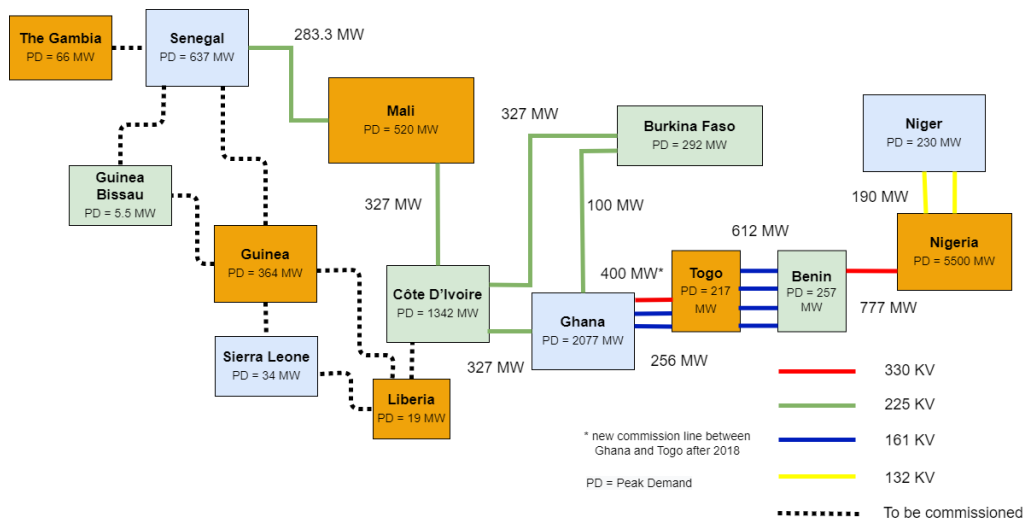 The Gambia
PD = 66 MW
Senegal
PD = 637 MW
283.3 MW
Mali
PD = 520 MW
327 MW
Burkina Faso
PD = 292 MW
Niger
PD = 230 MW
Guinea
Bissau
PD = 5.5 MW
327 MW
100 MW
190 MW
Nigeria
PD = 5500 MW
612 MW
Guinea
PD = 364 MW
Côte D'Ivoire
PD = 1342 MW
400 MW*
Togo
PD = 217
MW
Benin
PD = 257
MW
777 MW
Ghana
PD = 2077 MW
Sierra Leone
PD = 34 MW
327 MW
256 MW
Liberia
PD = 19 MW
330 KV
225 KV
* new commission line between
Ghana and Togo after 2018
161 KV
PD = Peak Demand
132 KV
To be commissioned